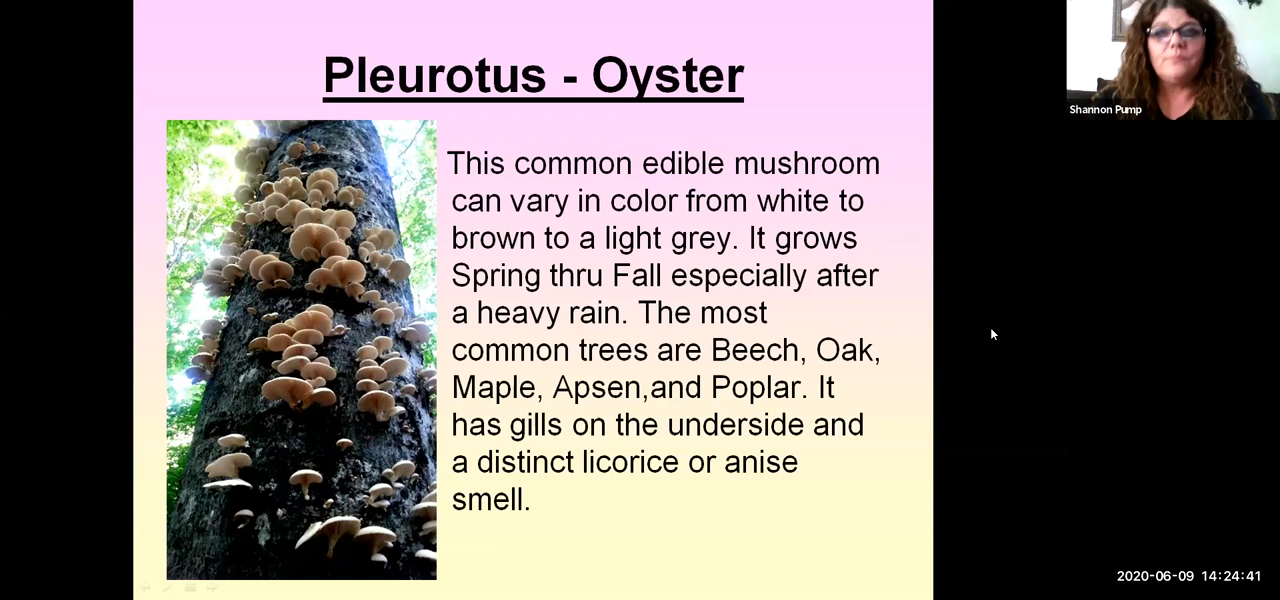 Pleurotus - Oyster
This common edible mushroom
can vary in color from white to
brown to a light grey. It grows
Spring thru Fall especially after
a heavy rain. The most
common trees are Beech, Oak,
Maple, Apsen,and Poplar. It
has gills on the underside and
a distinct licorice or anise
smell.
Shannon Pump
2020-06-09 14:24:41